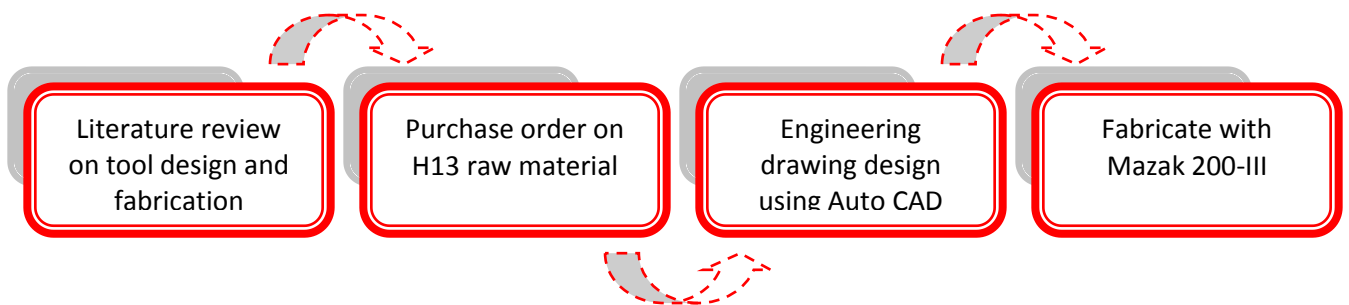 Literature review
on tool design and
fabrication
Purchase order on
H13 raw material
Engineering
drawing design
using Auto CAD
Fabricate with
Mazak 200-III